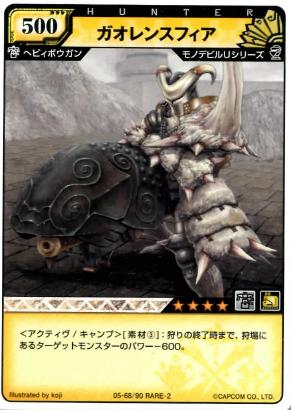 HUNTER
500
ガオレンスフィア
ヘビィボウガン
モノデビルUシリーズ
＜アクティヴ / キャンプ＞[素材③]：狩りの終了時まで、狩場に
あるターゲットモンスターのパワー−600。
Illustrated by koji
05-68/90 RARE-2
©CAPCOM CO., LTD.